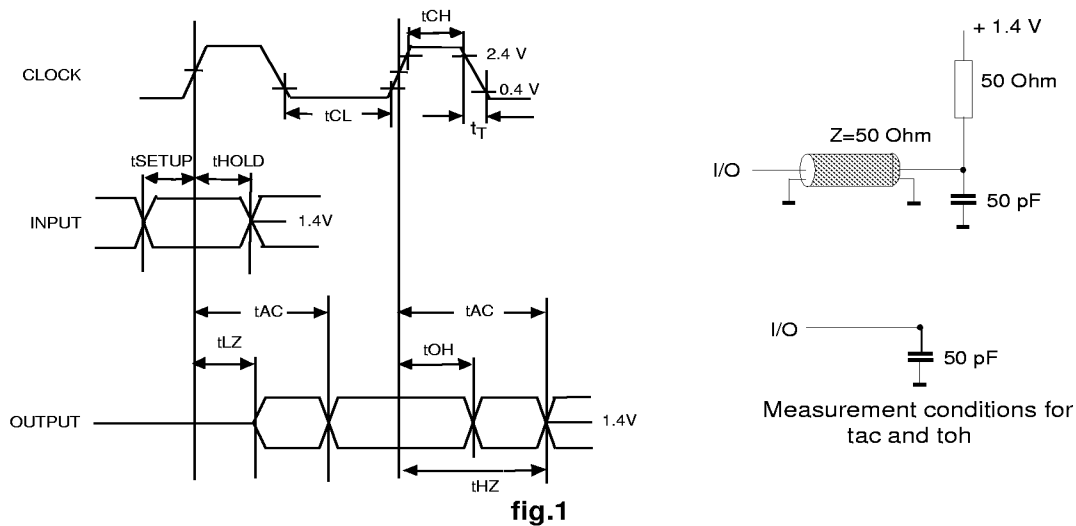 tCH
2.4 V
CLOCK
0.4 V
tCL
tT
tSETUP
tHOLD
INPUT
1.4V
tAC
tAC
tLZ
tOH
OUTPUT
1.4V
tHZ
fig.1
+ 1.4 V
50 Ohm
Z=50 Ohm
I/O
50 pF
I/O
50 pF
Measurement conditions for
tac and toh